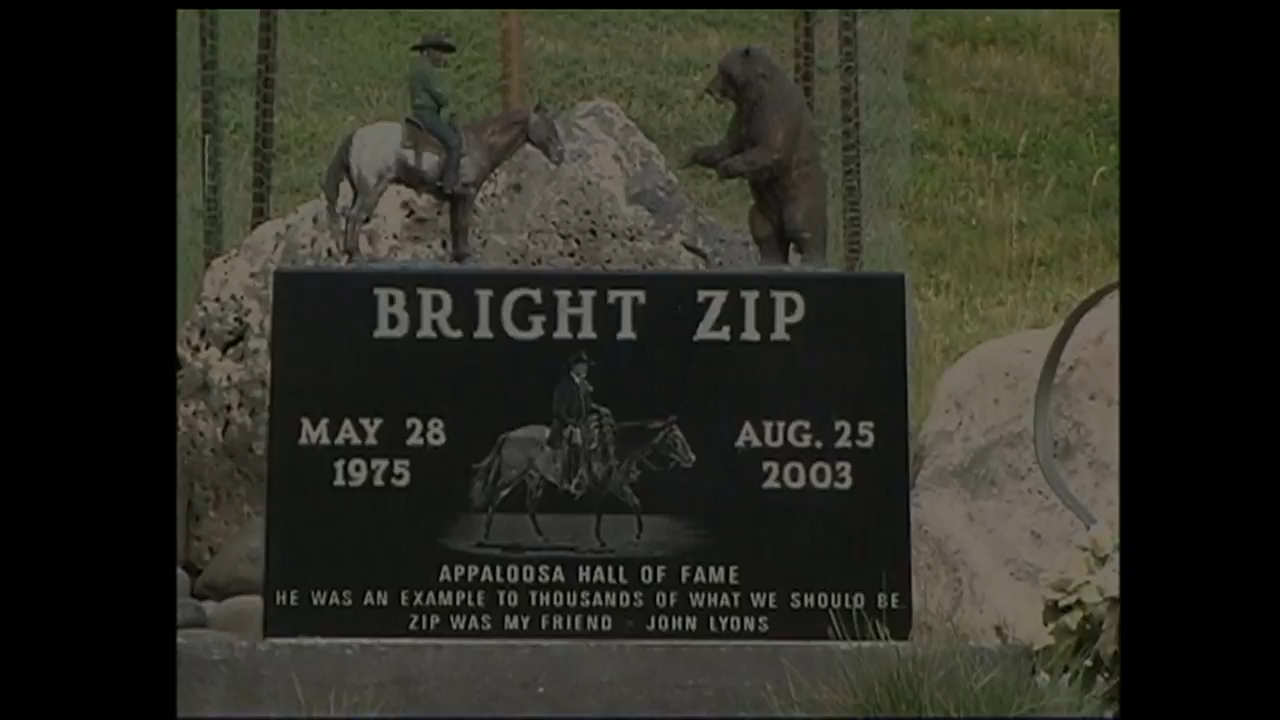 BRIGHT ZIP
MAY 28
1975
AUG. 25
2003
APPALOOSA HALL OF FAME
HE WAS AN EXAMPLE TO THOUSANDS OF WHAT WE SHOULD BE
ZIP WAS MY FRIEND - JOHN LYONS